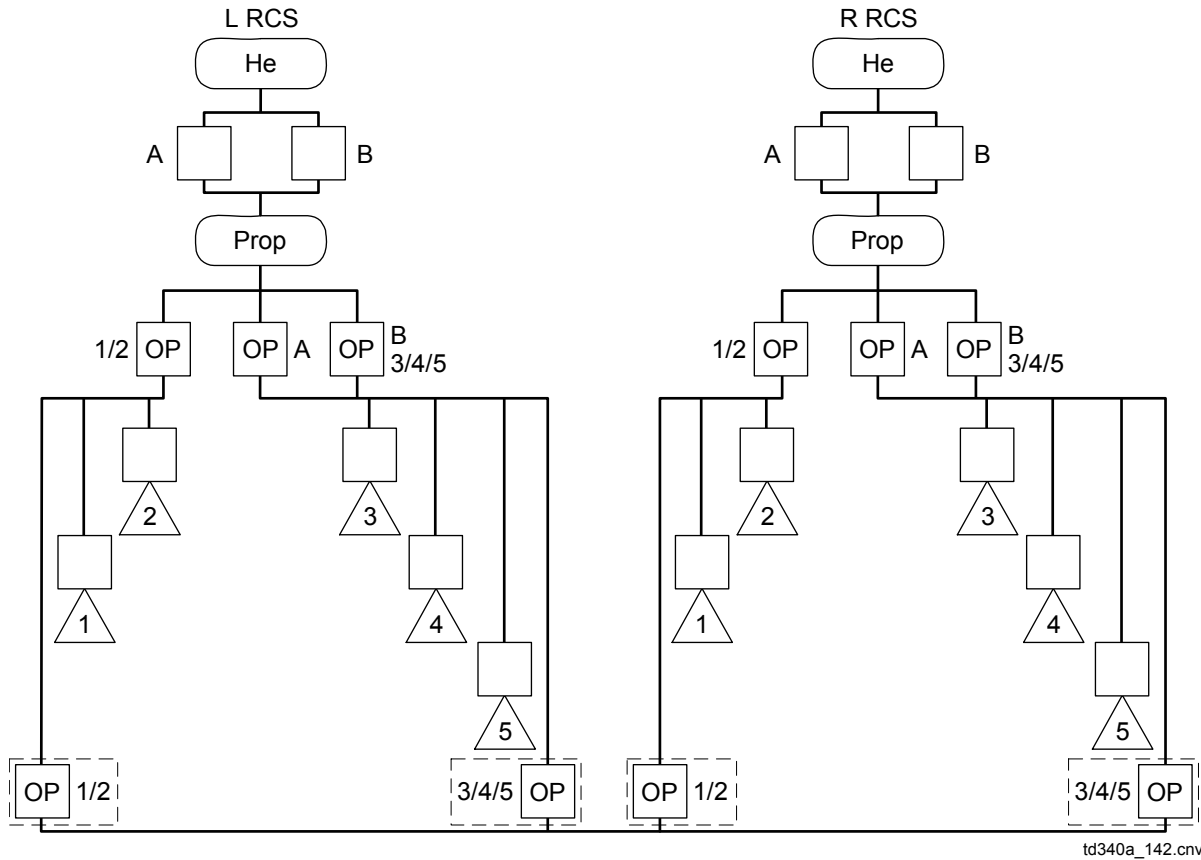 L RCS
R RCS
He
He
A
B
A
B
Prop
Prop
1/2 OP
OP A
OP B
3/4/5
1/2 OP
OP A
OP B
3/4/5
2
3
2
3
1
4
1
4
5
5
OP 1/2
3/4/5 OP
OP 1/2
3/4/5 OP
td340a_142.cnv